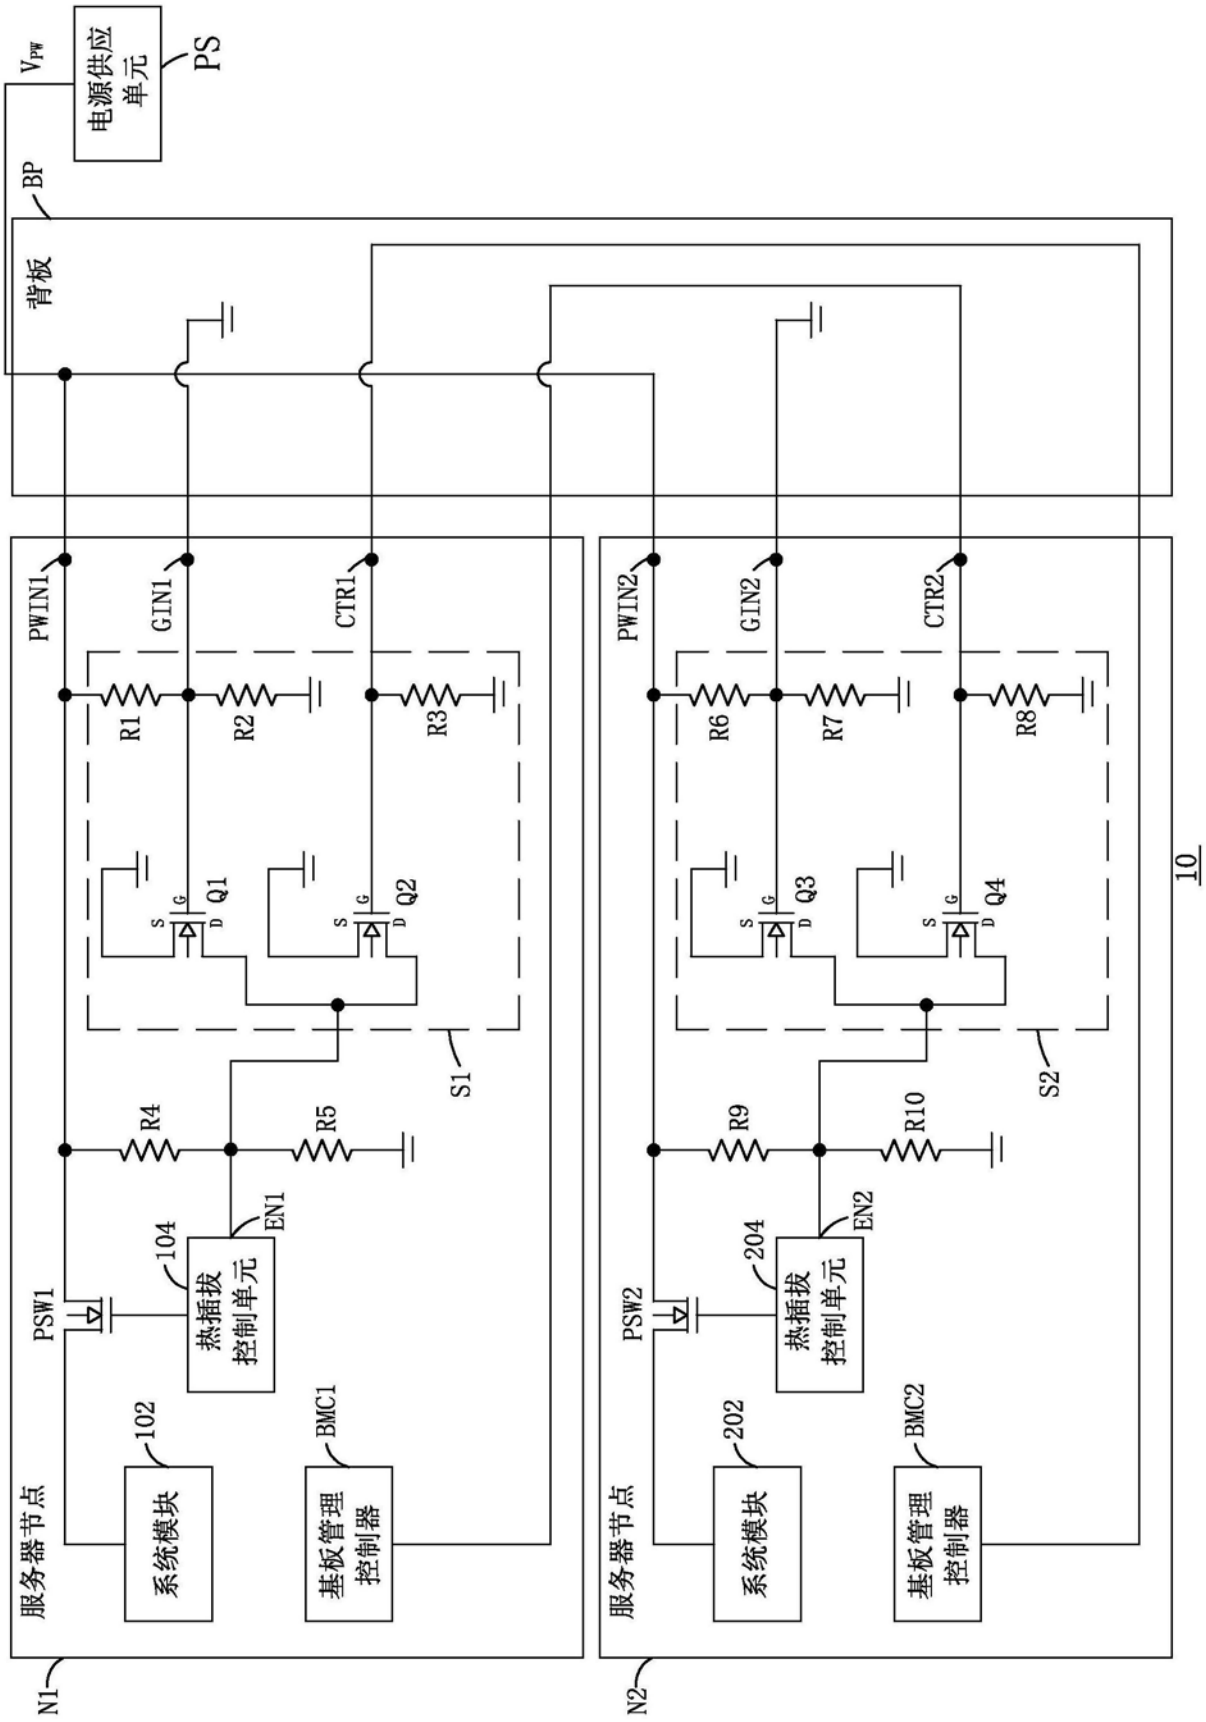 服务器节点
N1
系统模块
102
基板管理
控制器
BMC1
PSW1
热插拔
控制单元
104
EN1
R4
R5
S1
S
G
D
Q1
S
G
D
Q2
R1
R2
R3
PWIN1
GIN1
CTR1
背板
BP
V_PW
电源供应
单元
PS
服务器节点
N2
系统模块
202
基板管理
控制器
BMC2
PSW2
热插拔
控制单元
204
EN2
R9
R10
S2
S
G
D
Q3
S
G
D
Q4
R6
R7
R8
PWIN2
GIN2
CTR2
10